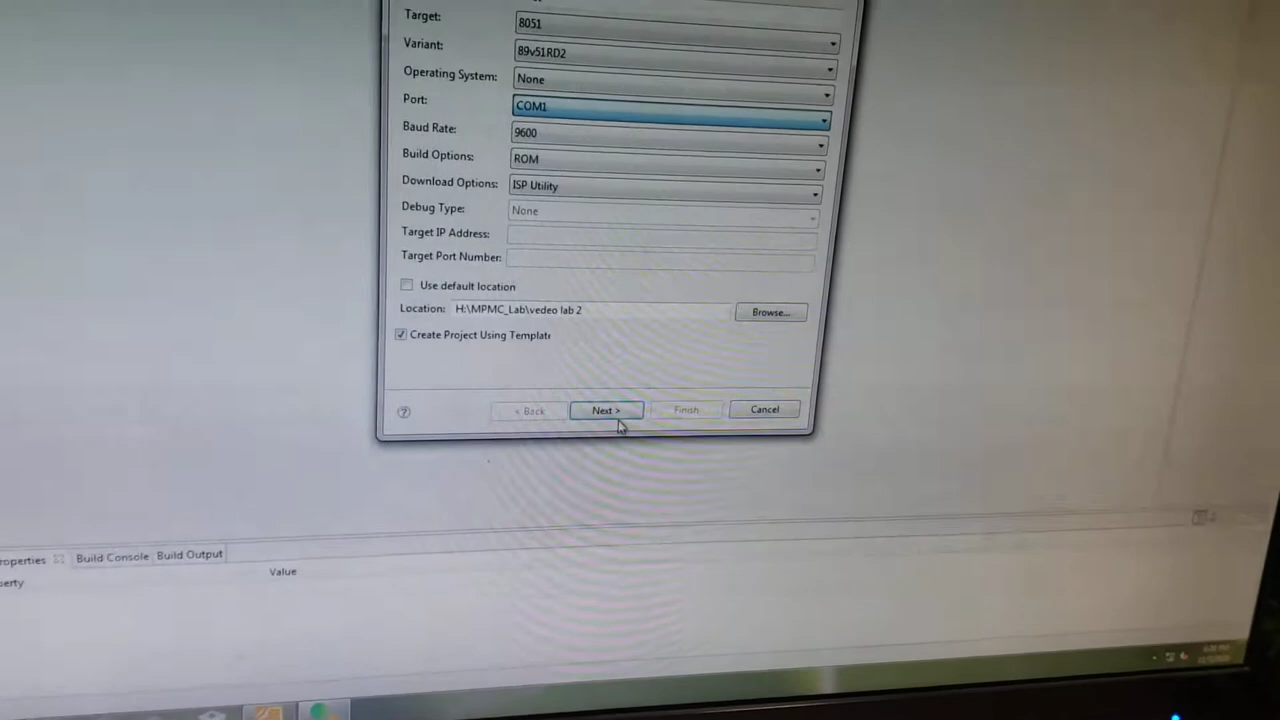 Target: 8051
Variant: 89v51RD2
Operating System: None
Port: COM1
Baud Rate: 9600
Build Options: ROM
Download Options: ISP Utility
Debug Type: None
Target IP Address:
Target Port Number:
Use default location
Location: H:\MPMC_Lab\vedeo lab 2 Browse...
Create Project Using Template
? < Back Next > Finish Cancel
roperties Build Console Build Output
perty Value